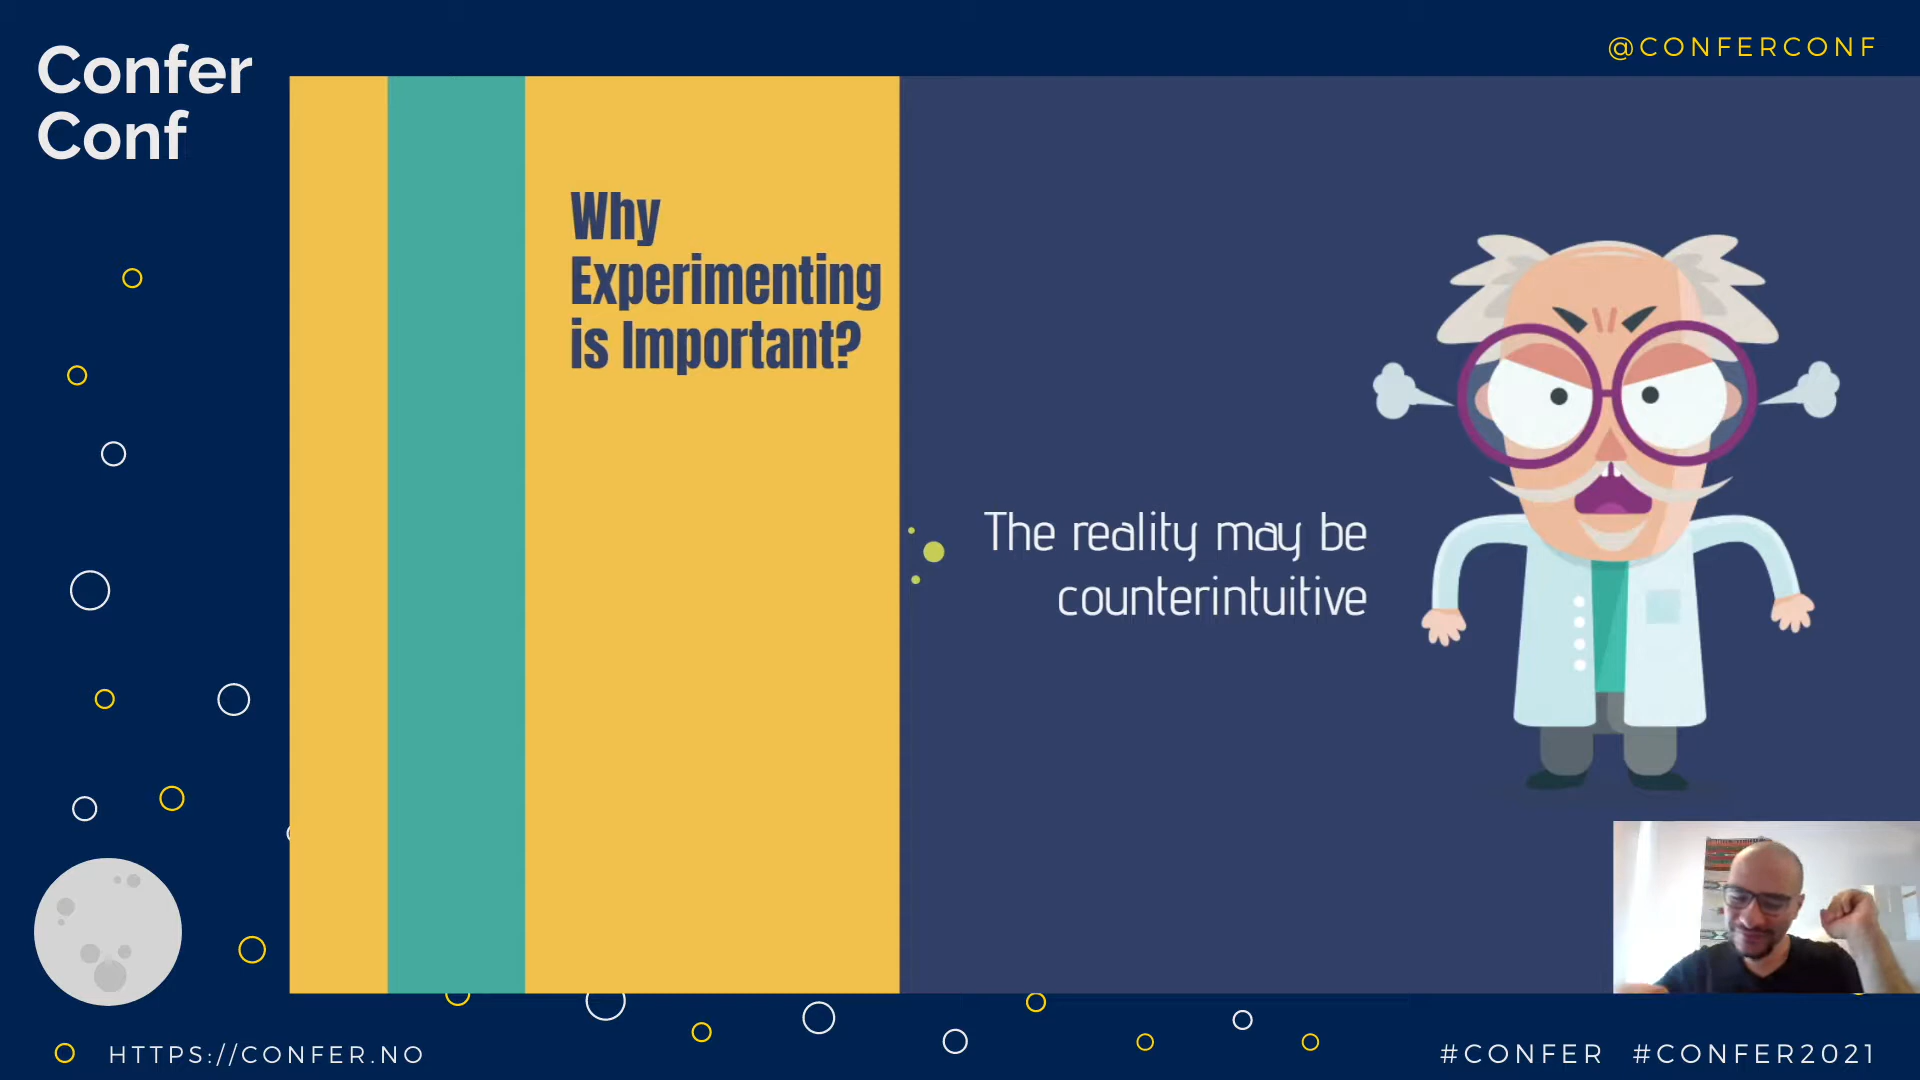 Confer
Conf
@CONFERCONF
Why
Experimenting
is Important?
The reality may be
counterintuitive
HTTPS://CONFER.NO
#CONFER #CONFER2021